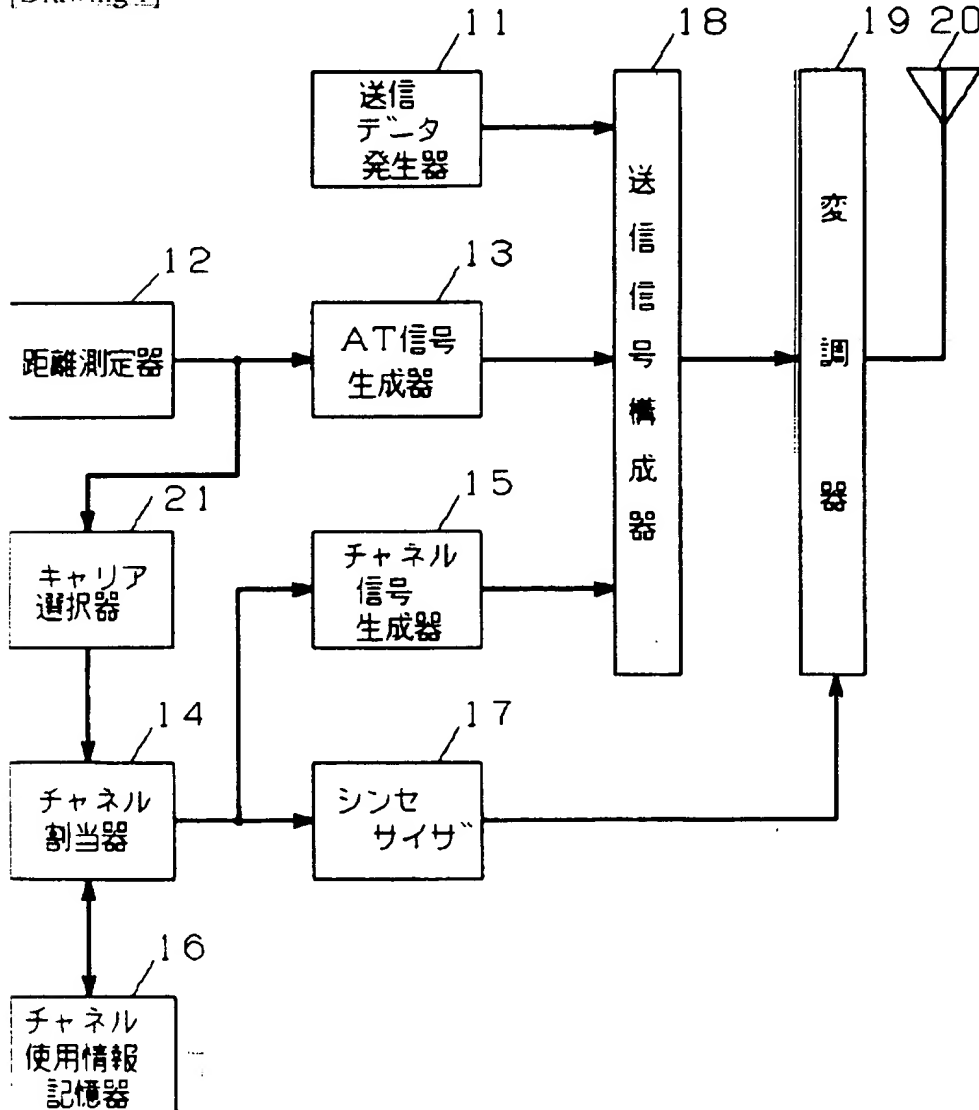 11
18
19
20
送信
データ
発生器
送信信号構成器
変調器
12
13
距離測定器
AT信号
生成器
21
15
キャリア
選択器
チャネル
信号
生成器
14
17
チャネル
割当器
シンセ
サイザ
16
チャネル
使用情報
記憶器